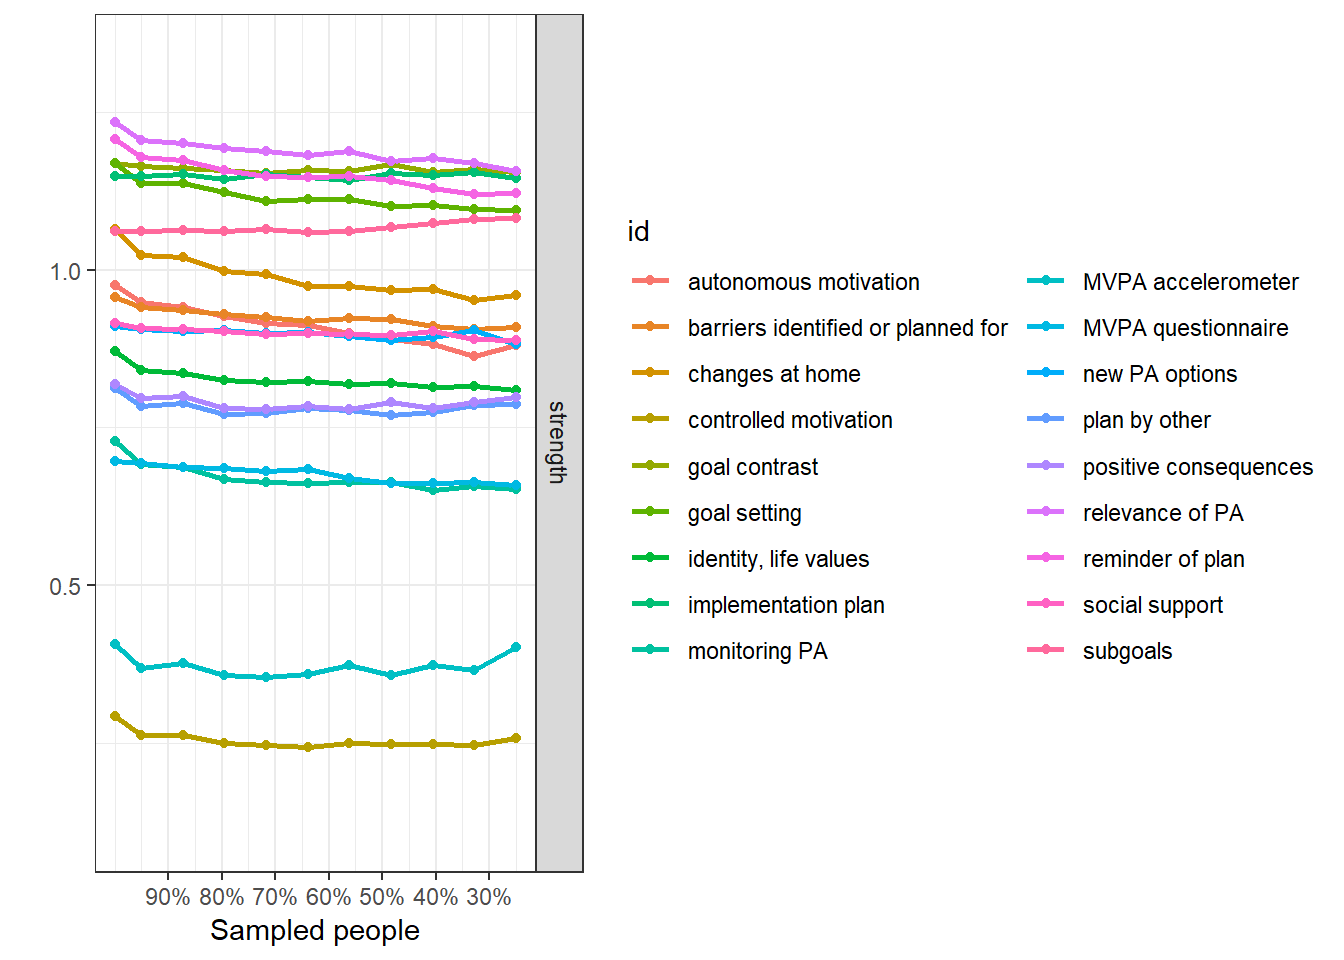 1.0
0.5
90% 80% 70% 60% 50% 40% 30%
Sampled people
strength
id
autonomous motivation
barriers identified or planned for
changes at home
controlled motivation
goal contrast
goal setting
identity, life values
implementation plan
monitoring PA
MVPA accelerometer
MVPA questionnaire
new PA options
plan by other
positive consequences
relevance of PA
reminder of plan
social support
subgoals